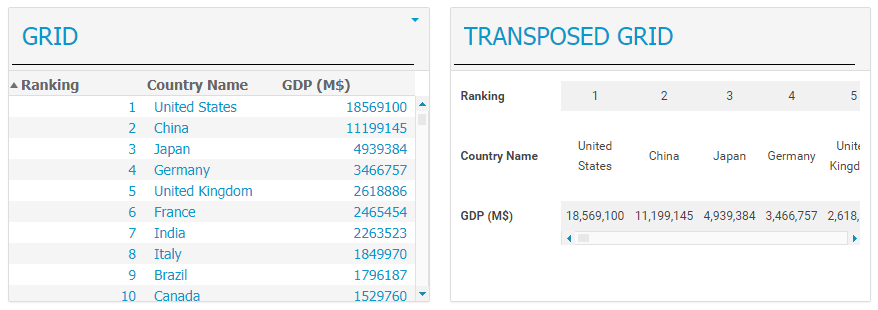 GRID
Ranking Country Name GDP (M$)
1 United States 18569100
2 China 11199145
3 Japan 4939384
4 Germany 3466757
5 United Kingdom 2618886
6 France 2465454
7 India 2263523
8 Italy 1849970
9 Brazil 1796187
10 Canada 1529760
TRANSPOSED GRID
Ranking 1 2 3 4 5
United Unite
Country Name China Japan Germany
States Kingd
GDP (M$) 18,569,100 11,199,145 4,939,384 3,466,757 2,618,